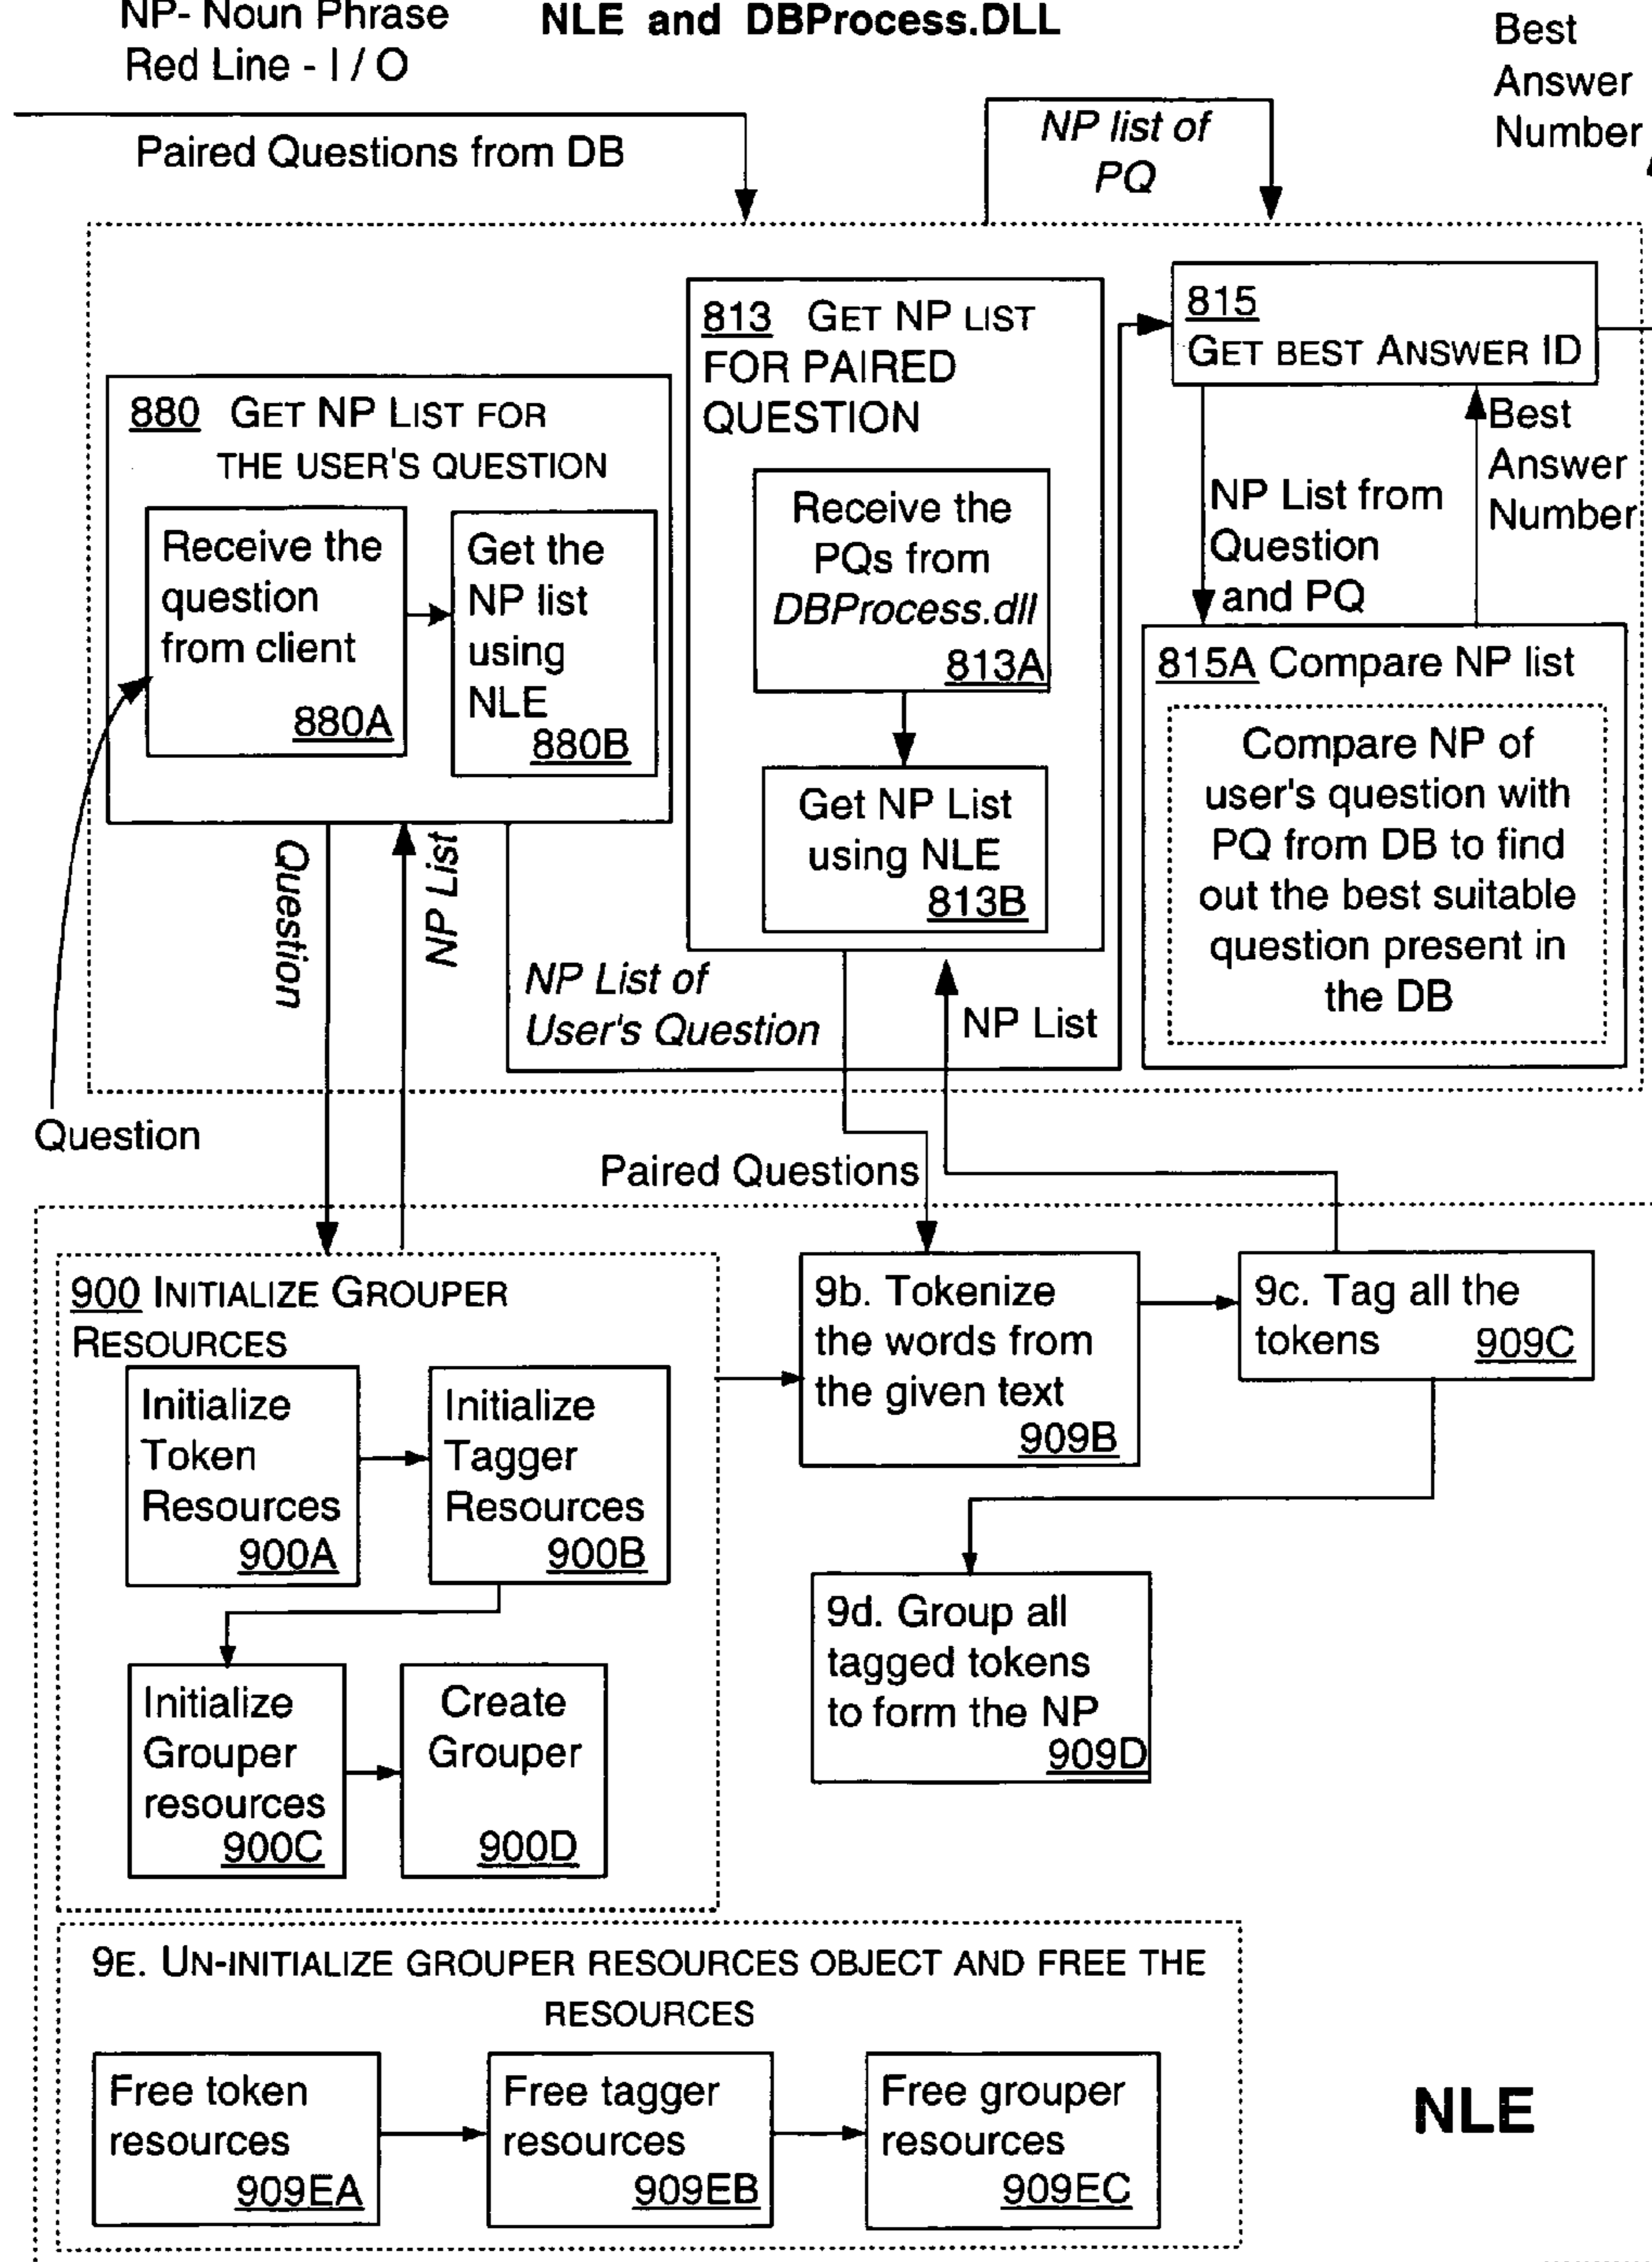 NP- Noun Phrase
Red Line - I / O
NLE and DBProcess.DLL
Best
Answer
Number
Paired Questions from DB
NP list of
PQ
880 GET NP LIST FOR
THE USER'S QUESTION
Receive the
question
from client
880A
Get the
NP list
using
NLE
880B
813 GET NP LIST
FOR PAIRED
QUESTION
Receive the
PQs from
DBProcess.dll
813A
Get NP List
using NLE
813B
815
GET BEST ANSWER ID
NP List from
Question
and PQ
Best
Answer
Number
815A Compare NP list
Compare NP of
user's question with
PQ from DB to find
out the best suitable
question present in
the DB
Question
NP List
NP List of
User's Question
NP List
Question
Paired Questions
900 INITIALIZE GROUPER
RESOURCES
Initialize
Token
Resources
900A
Initialize
Tagger
Resources
900B
Initialize
Grouper
resources
900C
Create
Grouper
900D
9b. Tokenize
the words from
the given text
909B
9c. Tag all the
tokens 909C
9d. Group all
tagged tokens
to form the NP
909D
9E. UN-INITIALIZE GROUPER RESOURCES OBJECT AND FREE THE
RESOURCES
Free token
resources
909EA
Free tagger
resources
909EB
Free grouper
resources
909EC
NLE